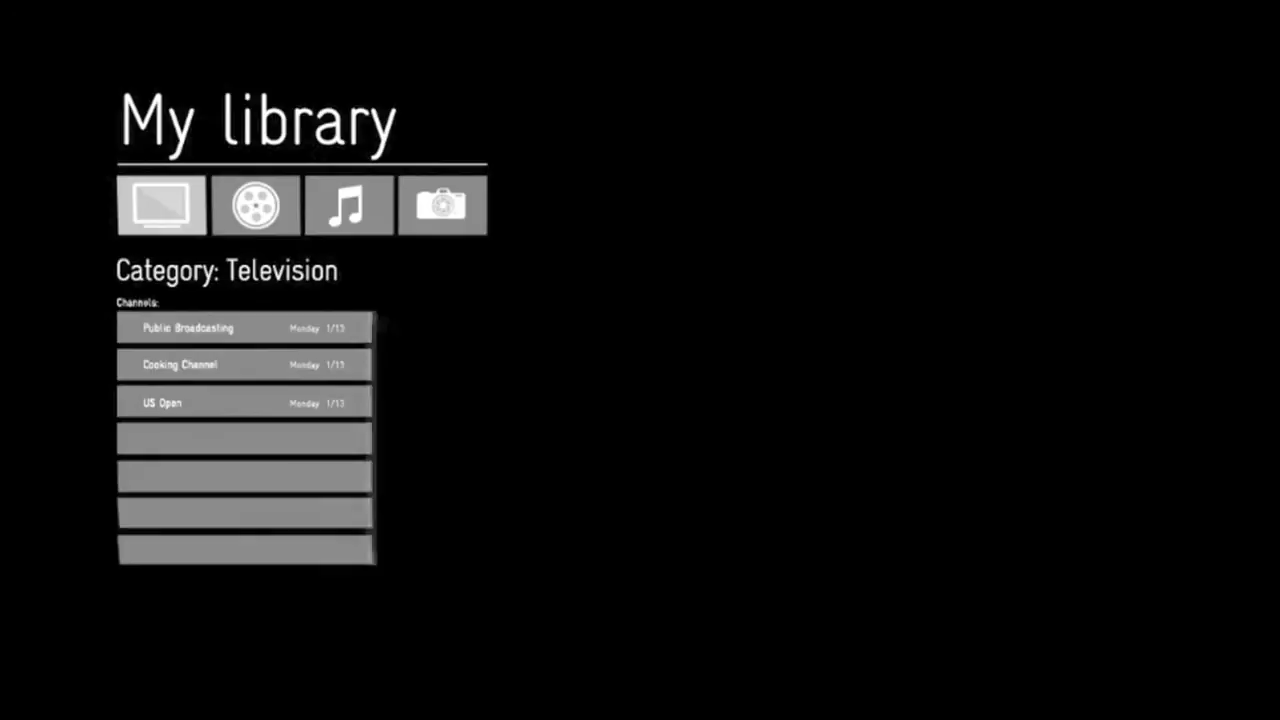 My library
Category: Television
Channels:
Public Broadcasting Monday 1/13
Cooking Channel Monday 1/13
US Open Monday 1/13